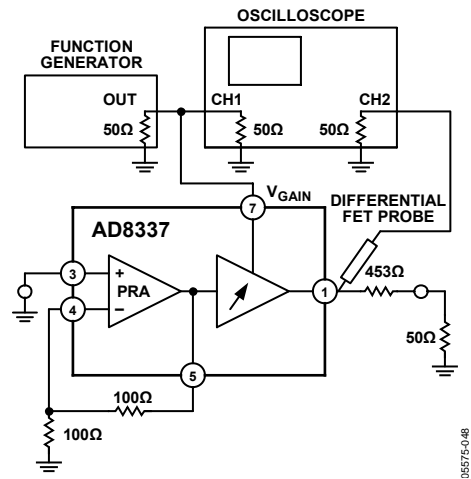 OSCILLOSCOPE
FUNCTION
GENERATOR
OUT
CH1
CH2
50Ω
50Ω
50Ω
VGAIN
DIFFERENTIAL
FET PROBE
AD8337
7
453Ω
3
+
PRA
4
−
1
50Ω
5
100Ω
100Ω
05575-048